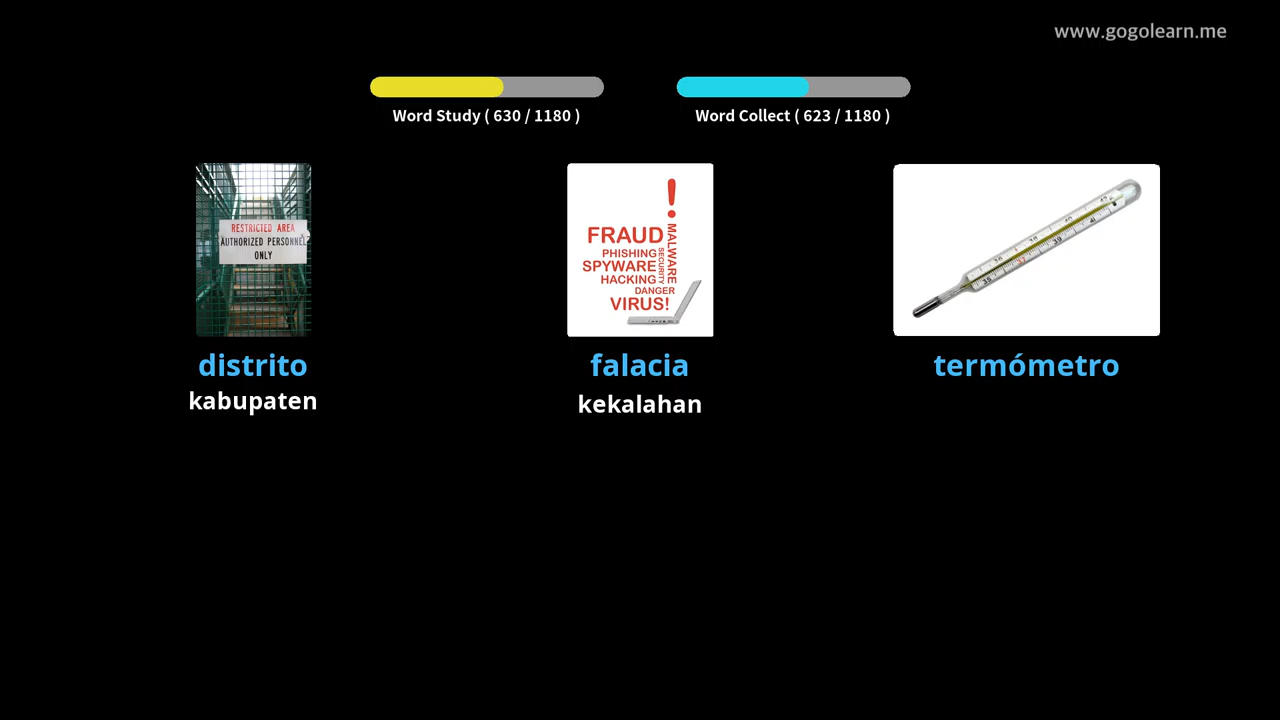 www.gogolearn.me
Word Study ( 630 / 1180 )
Word Collect ( 623 / 1180 )
RESTRICTED AREA
AUTHORIZED PERSONNEL
ONLY
!
FRAUD
PHISHING
SPYWARE
HACKING
DANGER
VIRUS!
SECURITY
MALWARE
distrito
falacia
termómetro
kabupaten
kekalahan